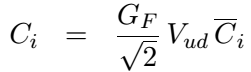 $C_i = \frac{G_F}{\sqrt{2}} V_{ud} \overline{C}_i$